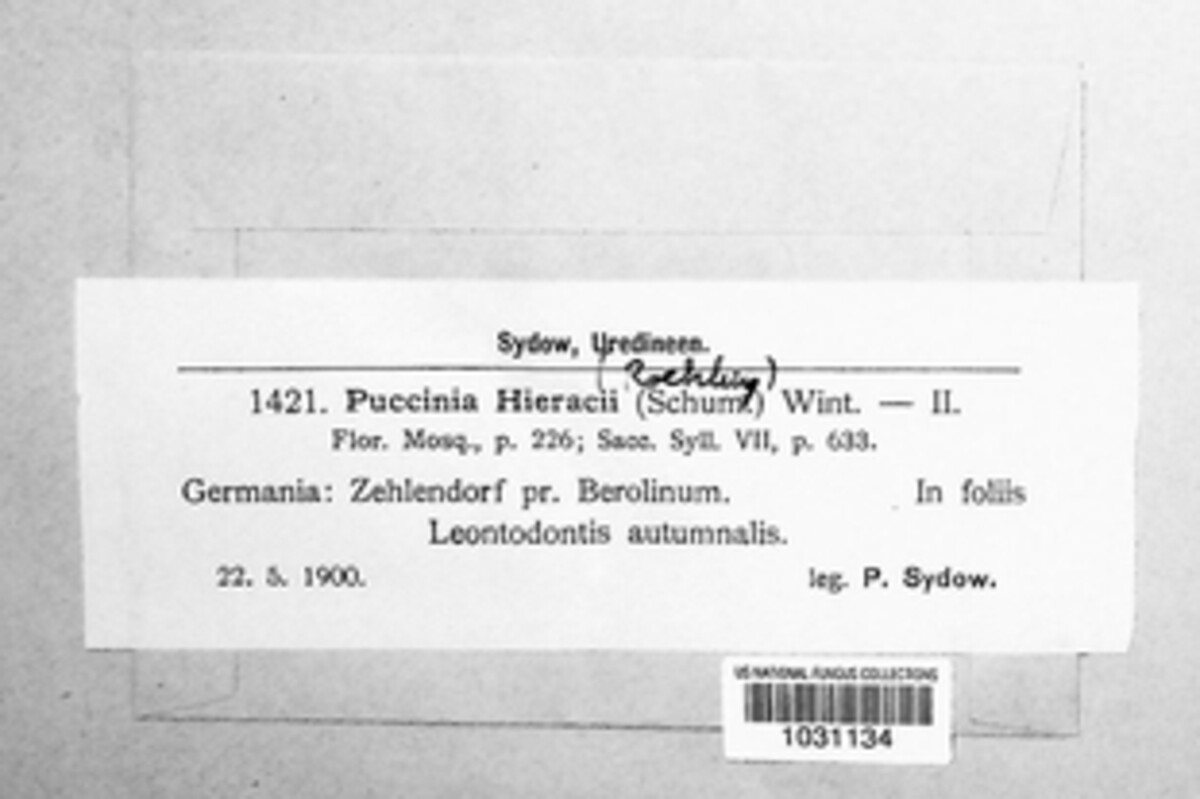 Sydow, Uredineen.
(Roehling)
1421. Puccinia Hieracii (Schum.) Wint. — II.
Flor. Mosq., p. 226; Sacc. Syll. VII, p. 633.
Germania: Zehlendorf pr. Berolinum. In foliis
Leontodontis autumnalis.
22. 5. 1900. leg. P. Sydow.
US NATIONAL FUNGUS COLLECTIONS
1031134